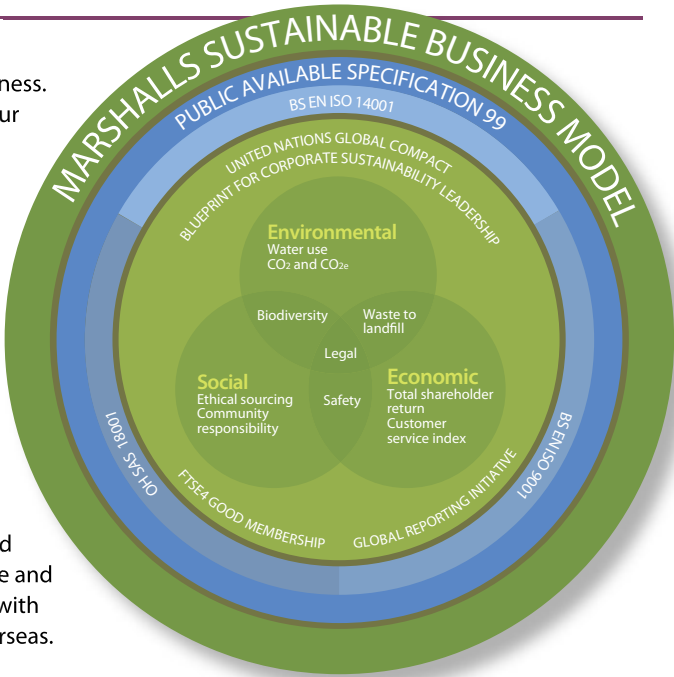 ness.
ur
MARSHALLS SUSTAINABLE BUSINESS MODEL
PUBLIC AVAILABLE SPECIFICATION 99
BS EN ISO 14001
UNITED NATIONS GLOBAL COMPACT
BLUEPRINT FOR CORPORATE SUSTAINABILITY LEADERSHIP
Environmental
Water use
CO2 and CO2e
Biodiversity
Waste to
landfill
Legal
Social
Ethical sourcing
Community
responsibility
Safety
Economic
Total shareholder
return
Customer
service index
OH SAS 18001
BS EN ISO 9001
FTSE4 GOOD MEMBERSHIP
GLOBAL REPORTING INITIATIVE
d
e and
with
rseas.